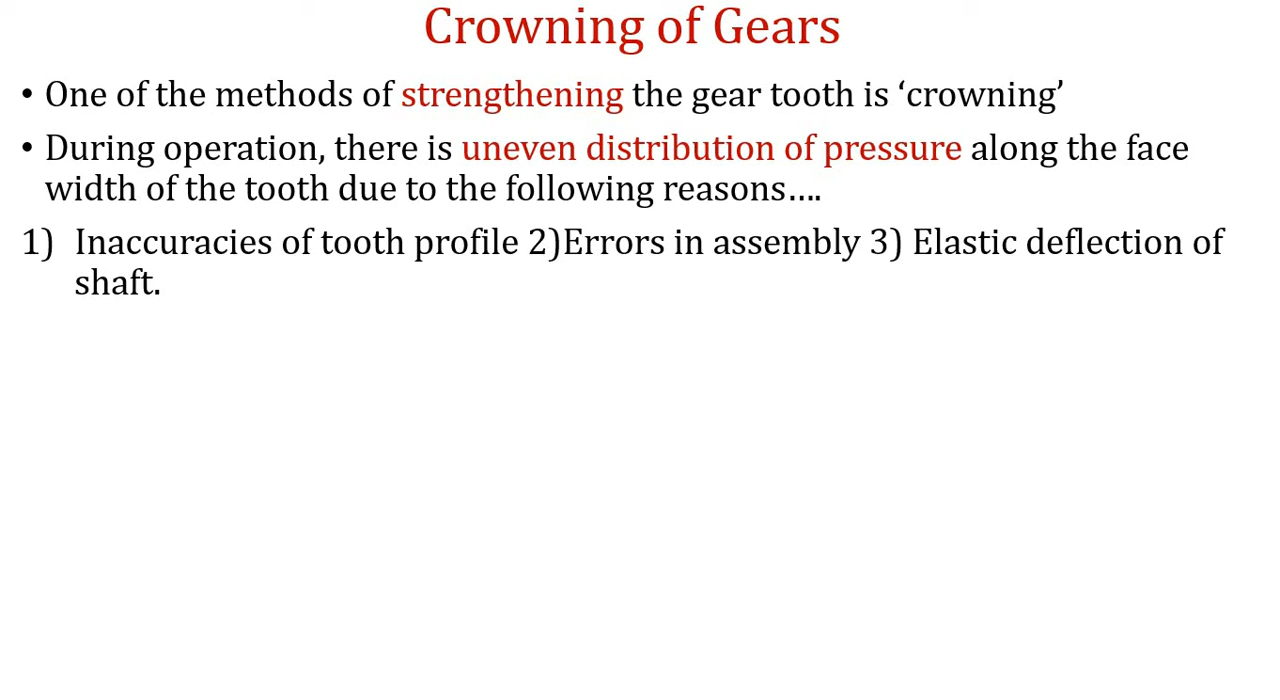 Crowning of Gears
• One of the methods of strengthening the gear tooth is ‘crowning’
• During operation, there is uneven distribution of pressure along the face
width of the tooth due to the following reasons….
1) Inaccuracies of tooth profile 2)Errors in assembly 3) Elastic deflection of
shaft.